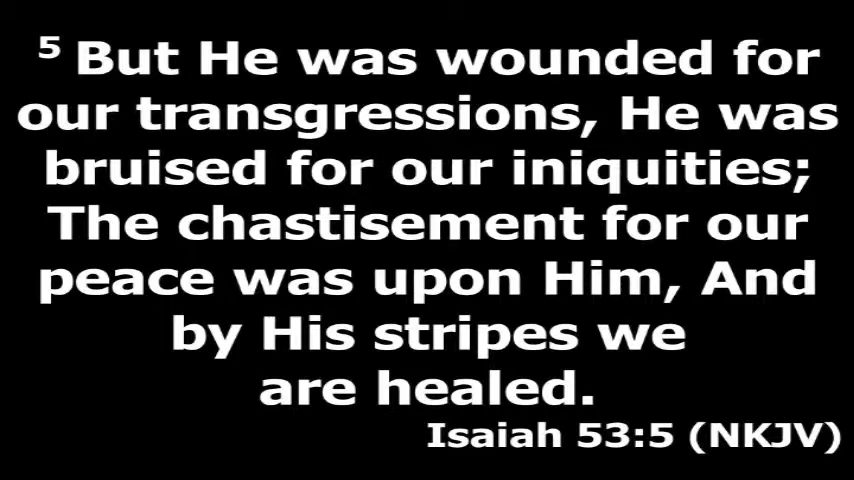 5 But He was wounded for
our transgressions, He was
bruised for our iniquities;
The chastisement for our
peace was upon Him, And
by His stripes we
are healed.
Isaiah 53:5 (NKJV)